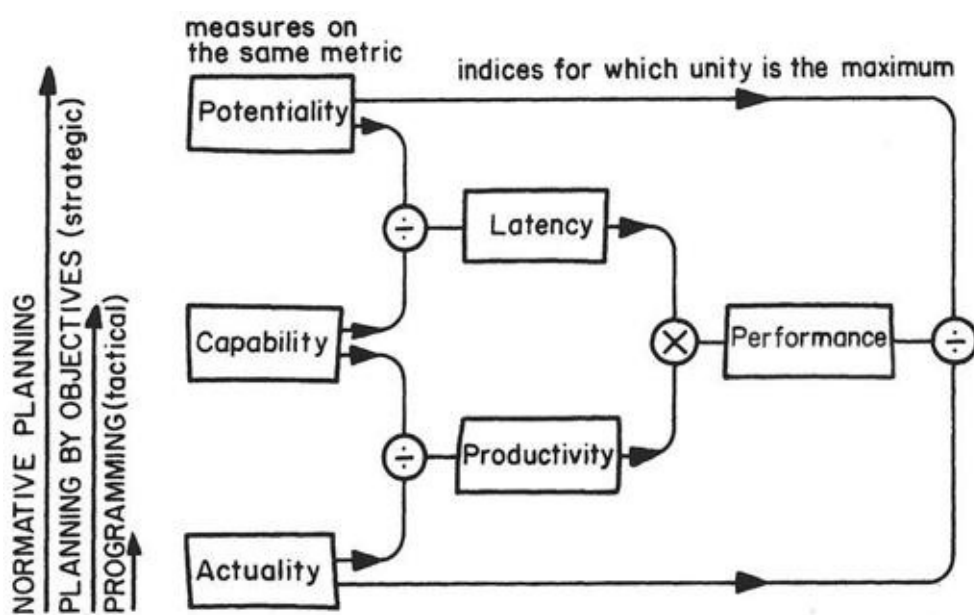 measures on
the same metric
indices for which unity is the maximum
Potentiality
÷
Latency
÷
Capability
×
Performance
÷
Productivity
Actuality
NORMATIVE PLANNING
PLANNING BY OBJECTIVES (strategic)
PROGRAMMING (tactical)